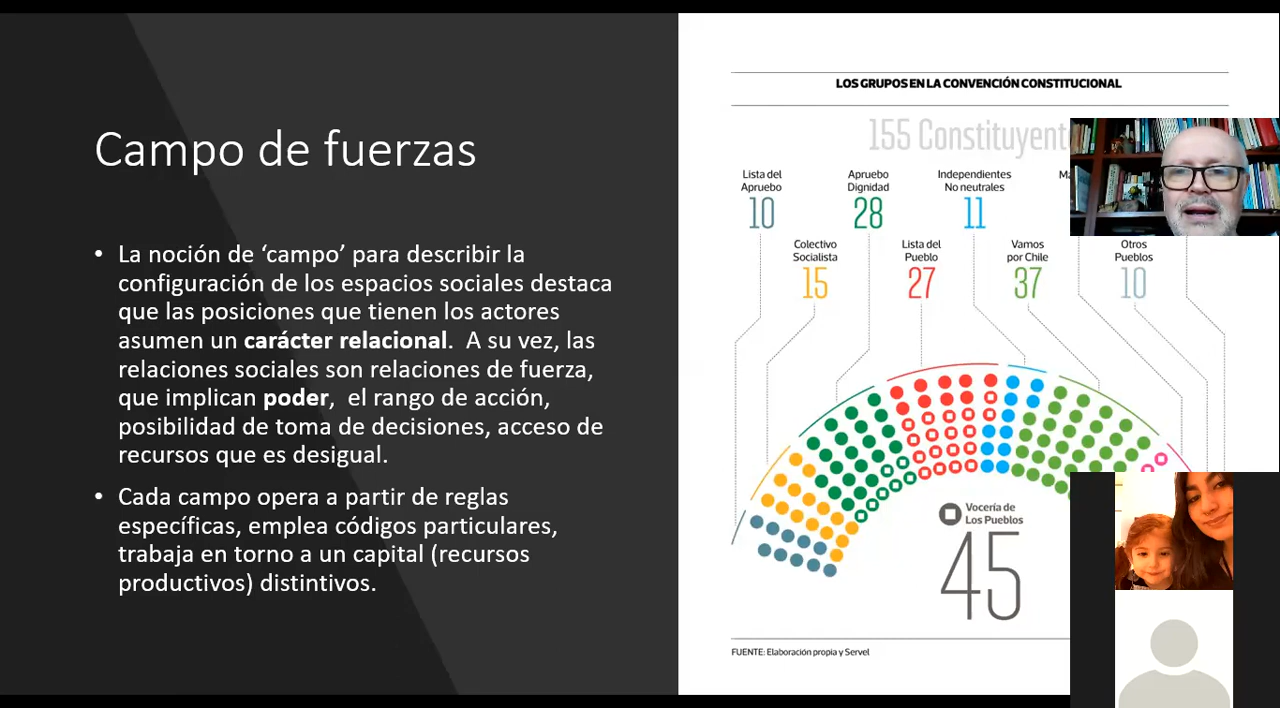 Campo de fuerzas
• La noción de ‘campo’ para describir la
configuración de los espacios sociales destaca
que las posiciones que tienen los actores
asumen un carácter relacional. A su vez, las
relaciones sociales son relaciones de fuerza,
que implican poder, el rango de acción,
posibilidad de toma de decisiones, acceso de
recursos que es desigual.
• Cada campo opera a partir de reglas
específicas, emplea códigos particulares,
trabaja en torno a un capital (recursos
productivos) distintivos.
LOS GRUPOS EN LA CONVENCIÓN CONSTITUCIONAL
155
Lista del
Apruebo
10
Apruebo
Dignidad
28
Independientes
No neutrales
11
Colectivo
Socialista
15
Lista del
Pueblo
27
Vamos
por Chile
37
Otros
Pueblos
10
Vocería de
Los Pueblos
45
FUENTE: Elaboración propia y Servel